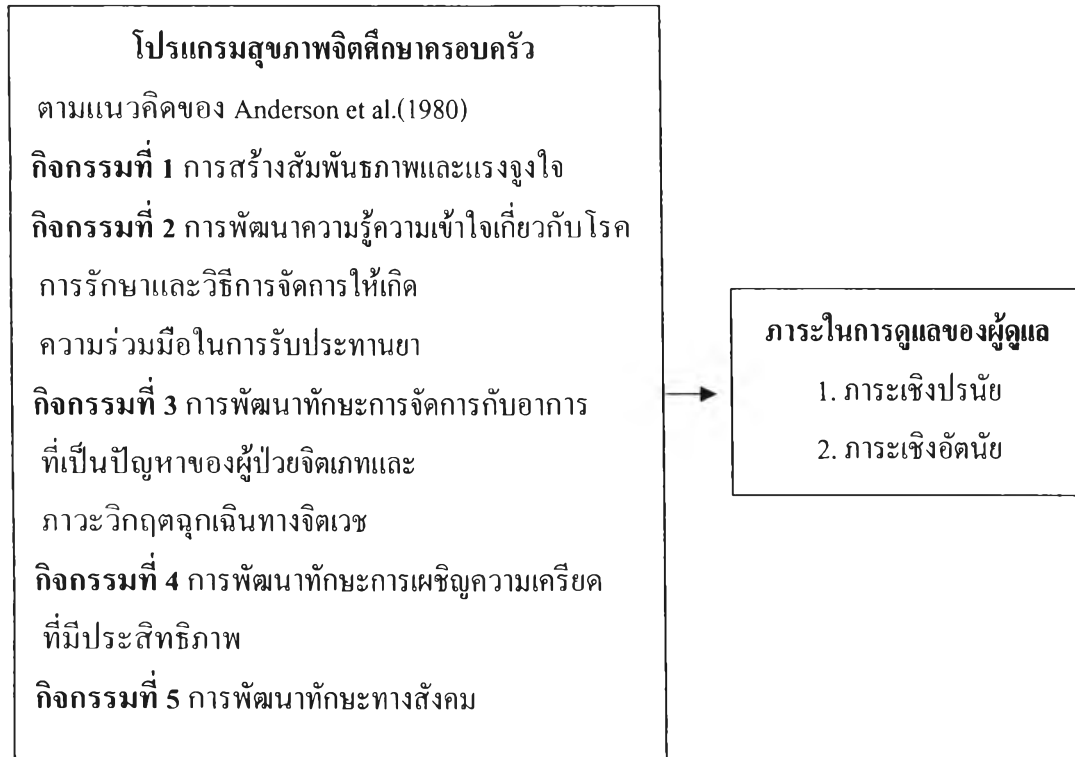 โปรแกรมสุขภาพจิตศึกษาครอบครัว
ตามแนวคิดของ Anderson et al.(1980)
กิจกรรมที่ 1 การสร้างสัมพันธภาพและแรงจูงใจ
กิจกรรมที่ 2 การพัฒนาความรู้ความเข้าใจเกี่ยวกับโรค
การรักษาและวิธีการจัดการให้เกิด
ความร่วมมือในการรับประทานยา
กิจกรรมที่ 3 การพัฒนาทักษะการจัดการกับอาการ
ที่เป็นปัญหาของผู้ป่วยจิตเภทและ
ภาวะวิกฤตฉุกเฉินทางจิตเวช
กิจกรรมที่ 4 การพัฒนาทักษะการเผชิญความเครียด
ที่มีประสิทธิภาพ
กิจกรรมที่ 5 การพัฒนาทักษะทางสังคม
ภาระในการดูแลของผู้ดูแล
1. ภาระเชิงปรนัย
2. ภาระเชิงอัตนัย